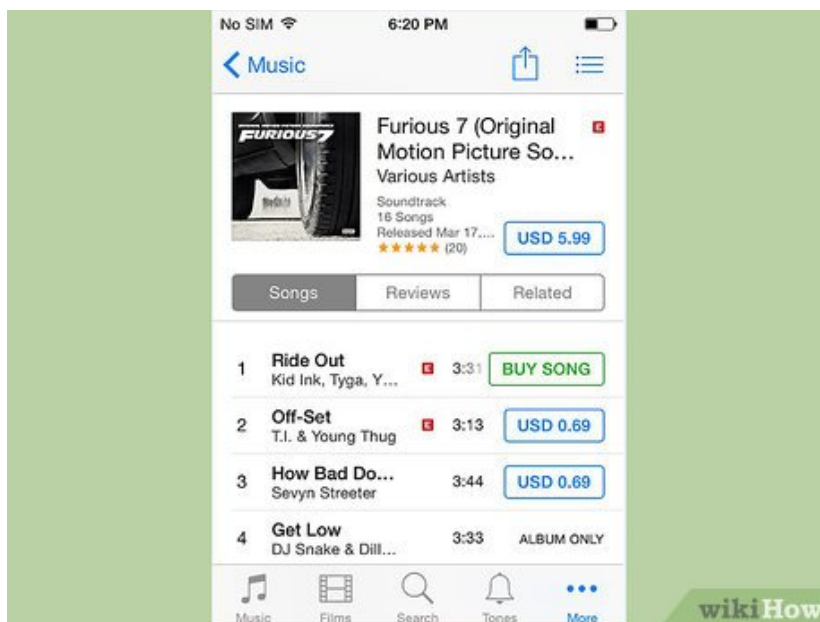 No SIM 6:20 PM
Music
FURIOUS 7
Furious 7 (Original E
Motion Picture So...
Various Artists
Soundtrack
16 Songs
Released Mar 17,...
(20)
USD 5.99
Songs Reviews Related
1 Ride Out E 3:31 BUY SONG
Kid Ink, Tyga, Y...
2 Off-Set E 3:13 USD 0.69
T.I. & Young Thug
3 How Bad Do... 3:44 USD 0.69
Sevyn Streeter
4 Get Low 3:33 ALBUM ONLY
DJ Snake & Dill...
Music Films Search Tones More
wikiHow